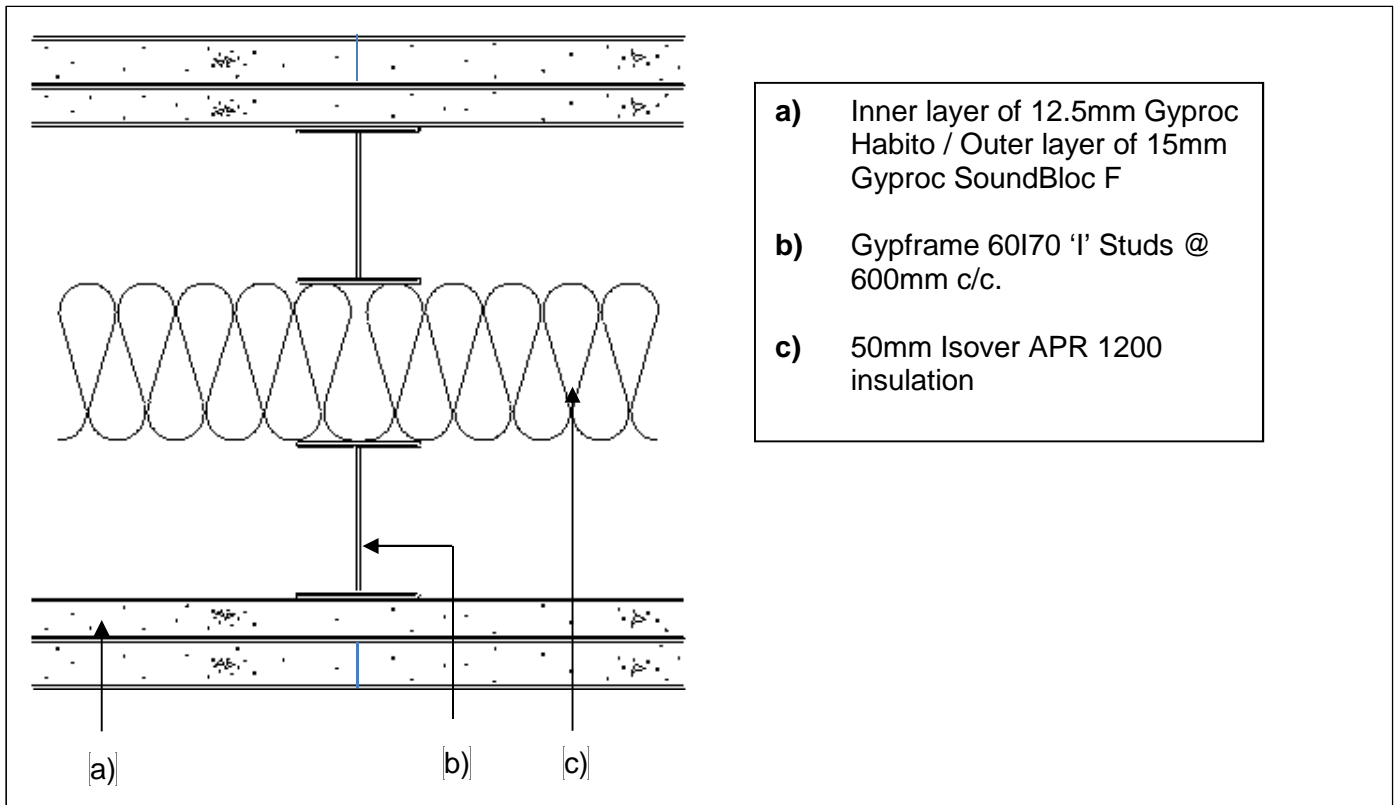 a) Inner layer of 12.5mm Gyproc
Habito / Outer layer of 15mm
Gyproc SoundBloc F
b) Gypframe 60I70 ‘I’ Studs @
600mm c/c.
c) 50mm Isover APR 1200
insulation
a)
b)
c)